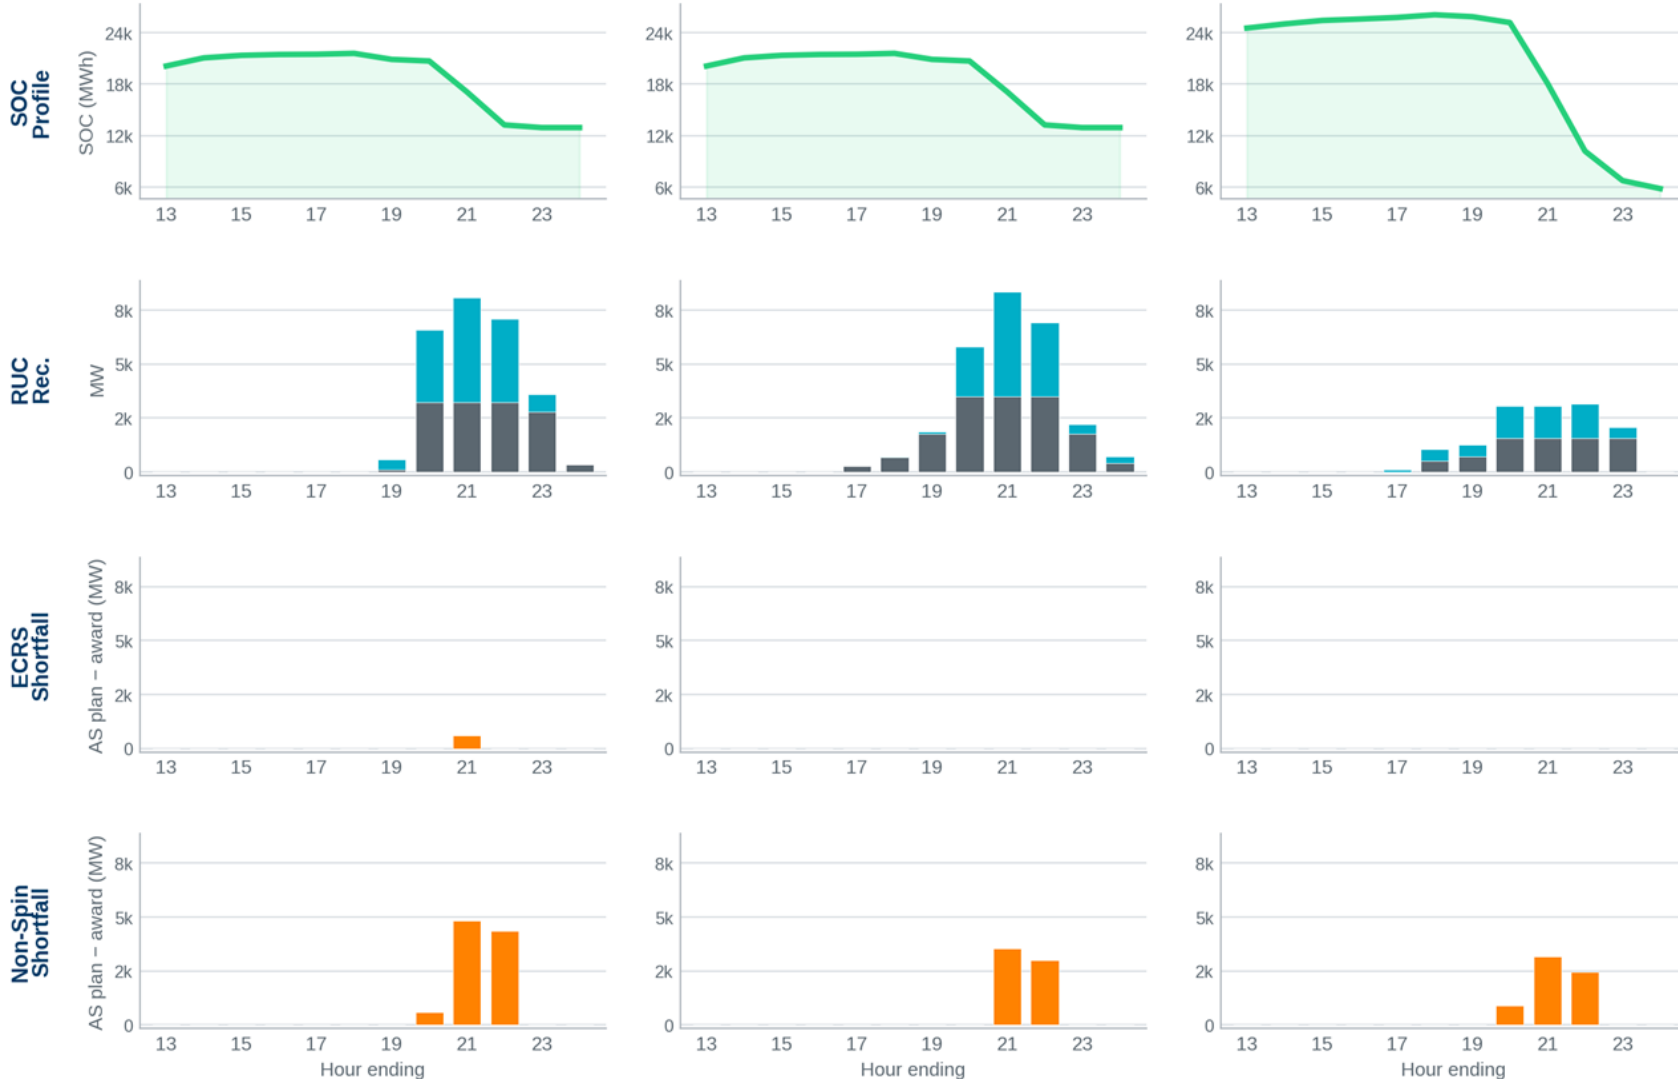 SOC
Profile
SOC (MWh)
24k
18k
12k
6k
13 15 17 19 21 23
24k
18k
12k
6k
13 15 17 19 21 23
24k
18k
12k
6k
13 15 17 19 21 23
RUC
Rec.
MW
8k
5k
2k
0
13 15 17 19 21 23
8k
5k
2k
0
13 15 17 19 21 23
8k
5k
2k
0
13 15 17 19 21 23
ECRS
Shortfall
AS plan − award (MW)
8k
5k
2k
0
13 15 17 19 21 23
8k
5k
2k
0
13 15 17 19 21 23
8k
5k
2k
0
13 15 17 19 21 23
Non-Spin
Shortfall
AS plan − award (MW)
8k
5k
2k
0
13 15 17 19 21 23
Hour ending
8k
5k
2k
0
13 15 17 19 21 23
Hour ending
8k
5k
2k
0
13 15 17 19 21 23
Hour ending